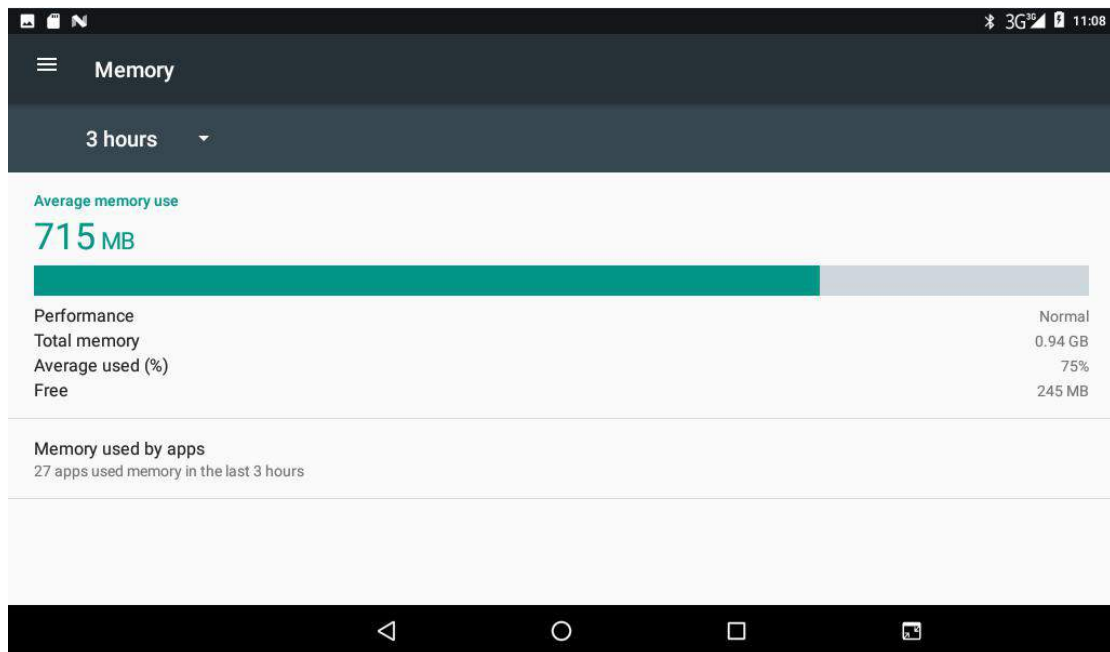 3G 3G 11:08
Memory
3 hours
Average memory use
715 MB
Performance Normal
Total memory 0.94 GB
Average used (%) 75%
Free 245 MB
Memory used by apps
27 apps used memory in the last 3 hours